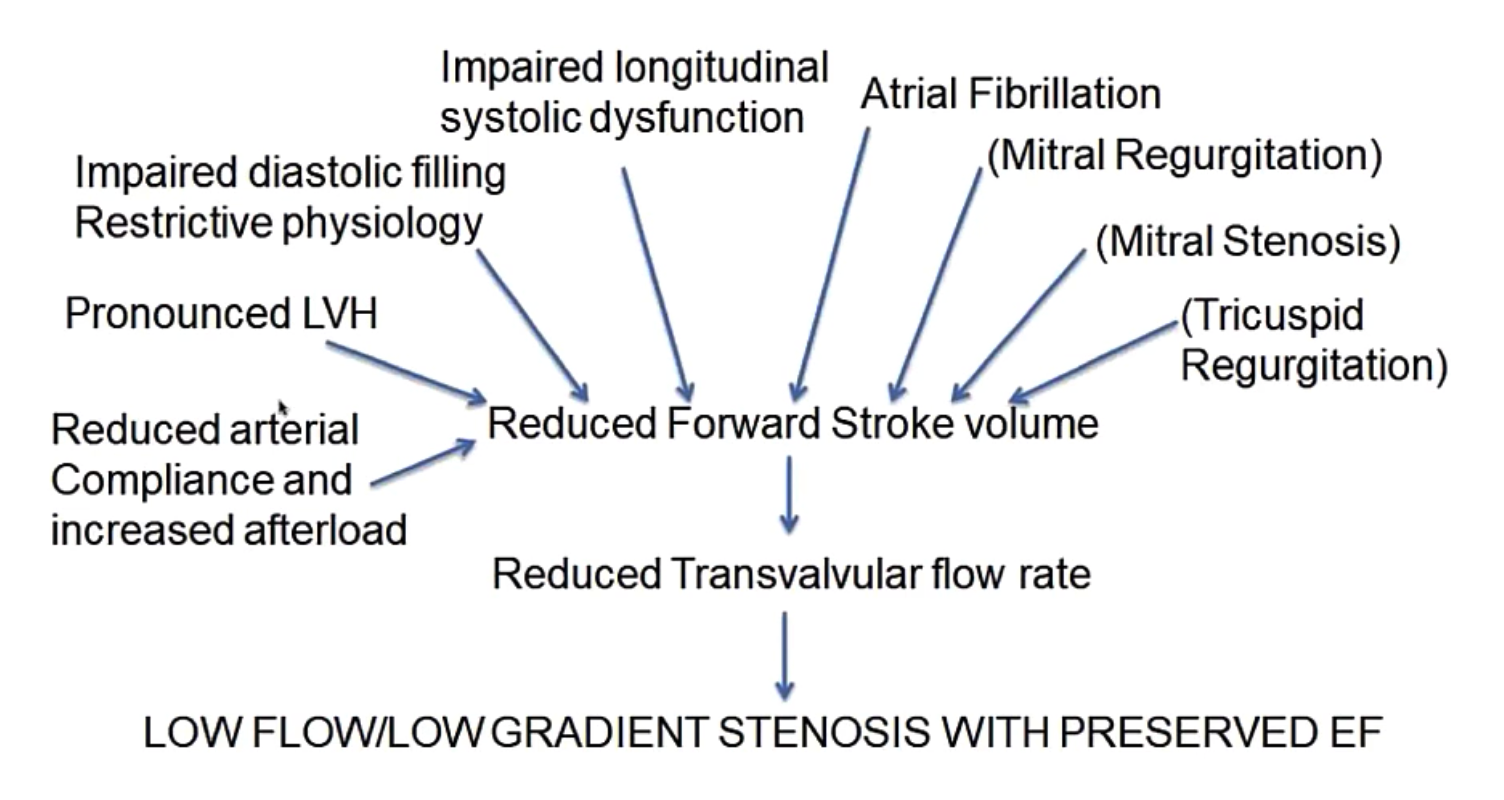 Impaired longitudinal
systolic dysfunction
Atrial Fibrillation
(Mitral Regurgitation)
Impaired diastolic filling
Restrictive physiology
(Mitral Stenosis)
Pronounced LVH
(Tricuspid
Regurgitation)
Reduced arterial
Compliance and
increased afterload
Reduced Forward Stroke volume
Reduced Transvalvular flow rate
LOW FLOW/LOW GRADIENT STENOSIS WITH PRESERVED EF